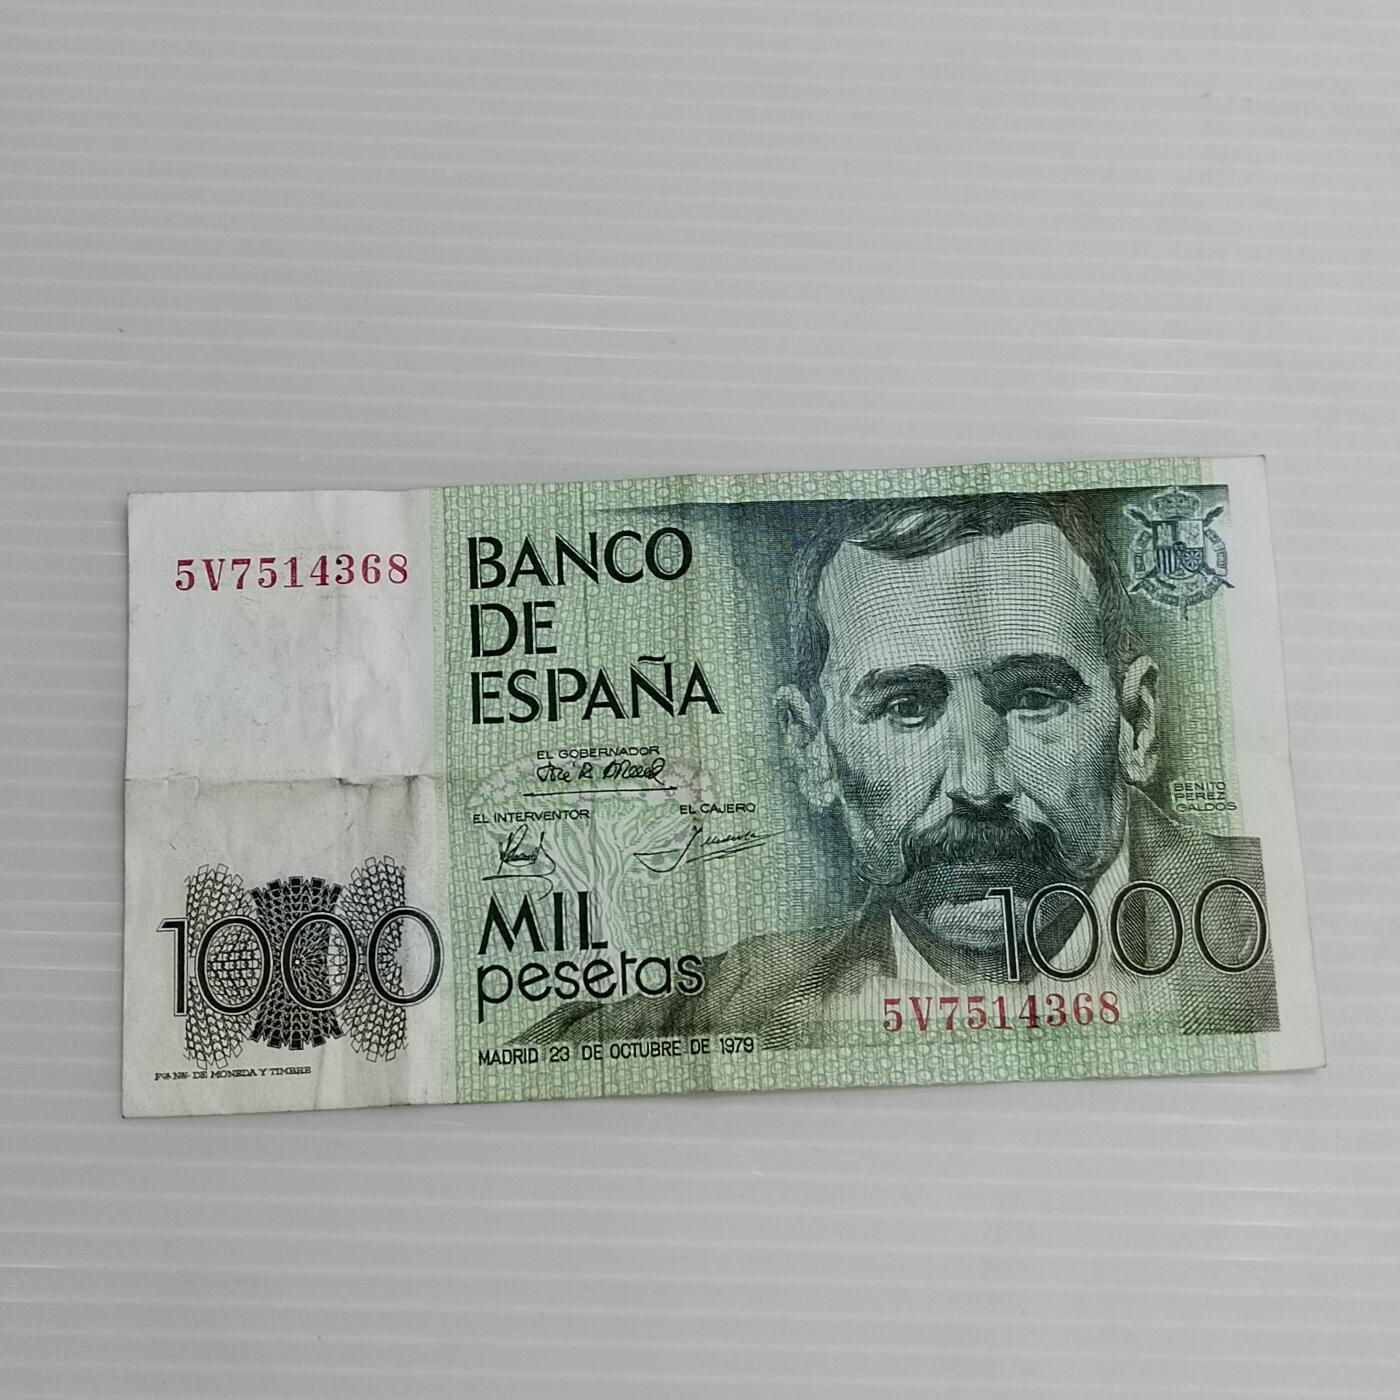 5V7514368
BANCO
DE
ESPAÑA
EL GOBERNADOR
EL INTERVENTOR
EL CAJERO
BENITO
PEREZ
GALDOS
1000
MIL
pesetas
1000
5V7514368
MADRID 23 DE OCTUBRE DE 1979
DE MONEDA Y TIMBRE